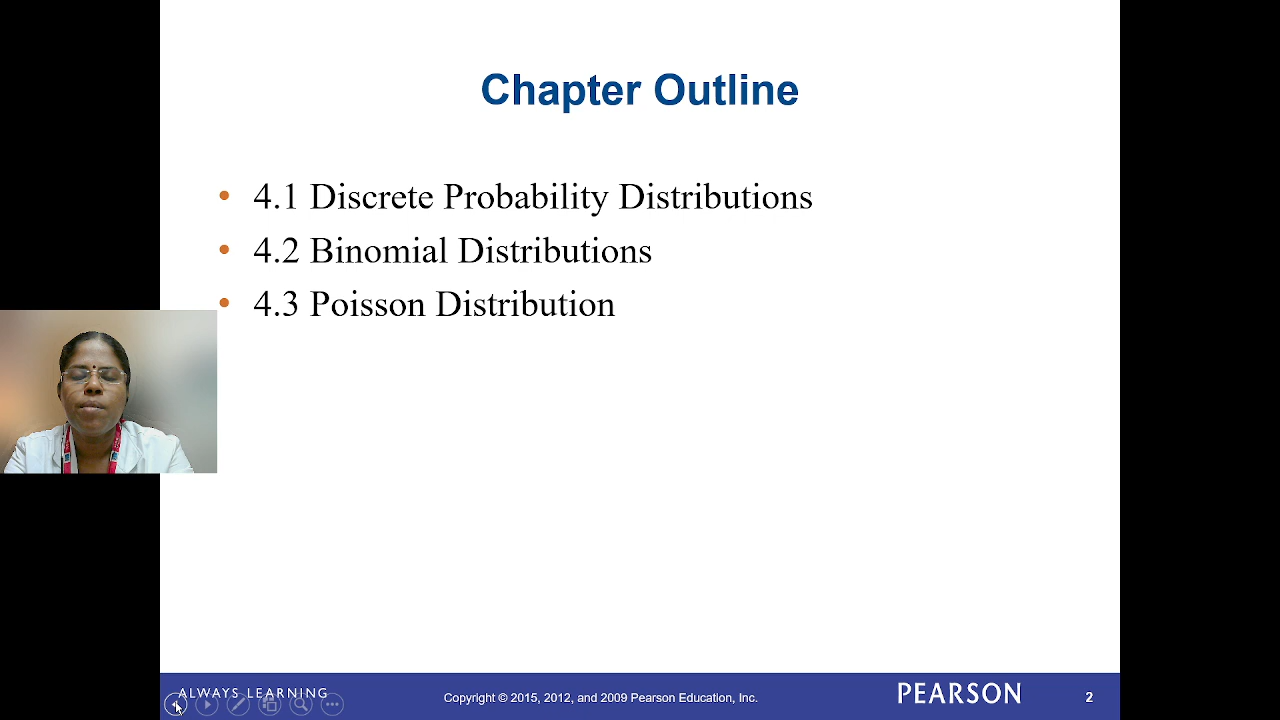 Chapter Outline
• 4.1 Discrete Probability Distributions
• 4.2 Binomial Distributions
• 4.3 Poisson Distribution
ALWAYS LEARNING
Copyright © 2015, 2012, and 2009 Pearson Education, Inc.
PEARSON
2